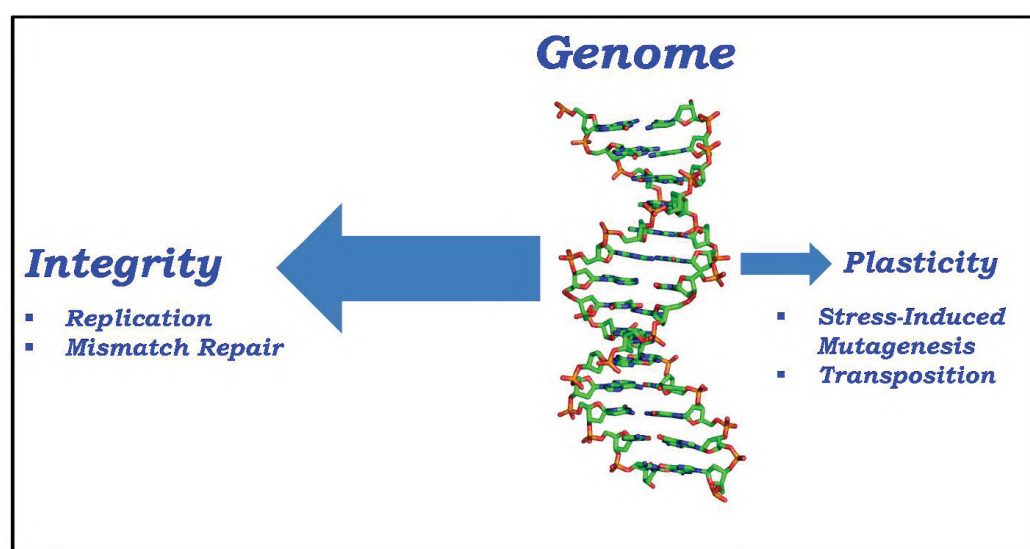 Genome
Integrity
▪ Replication
▪ Mismatch Repair
Plasticity
▪ Stress-Induced
Mutagenesis
▪ Transposition